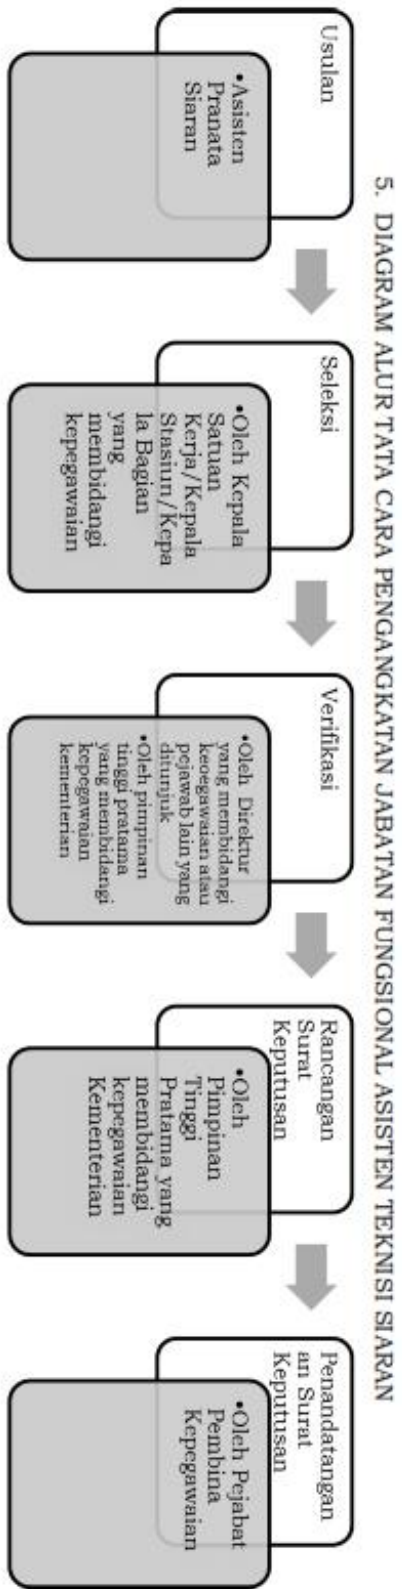 5. DIAGRAM ALUR TATA CARA PENGANGKATAN JABATAN FUNGSIONAL ASISTEN TEKNISI SIARAN
Usulan
•Asisten
Pranata
Siaran
Seleksi
•Oleh Kepala
Satuan
Kerja/Kepala
Stasiun/Kepa
la Bagian
yang
membidangi
kepegawaian
Verifikasi
•Oleh Direktur
yang membidangi
keoegawaian atau
pejawab lain yang
ditunjuk
•Oleh pimpinan
tinggi pratama
yang membidangi
kepegawaian
kementerian
Rancangan
Surat
Keputusan
•Oleh
Pimpinan
Tinggi
Pratama yang
membidangi
kepegawaian
Kementerian
Penandatangan
an Surat
Keputusan
•Oleh Pejabat
Pembina
Kepegawaian